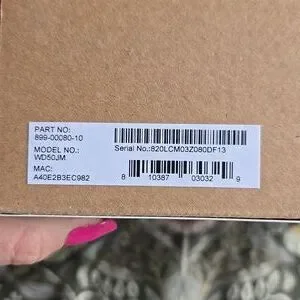 PART NO:
899-00080-10
MODEL NO.:
WD50JM
MAC:
A40E2B3EC982
Serial No.:820LCM03Z080DF13
8 10387 03032 9